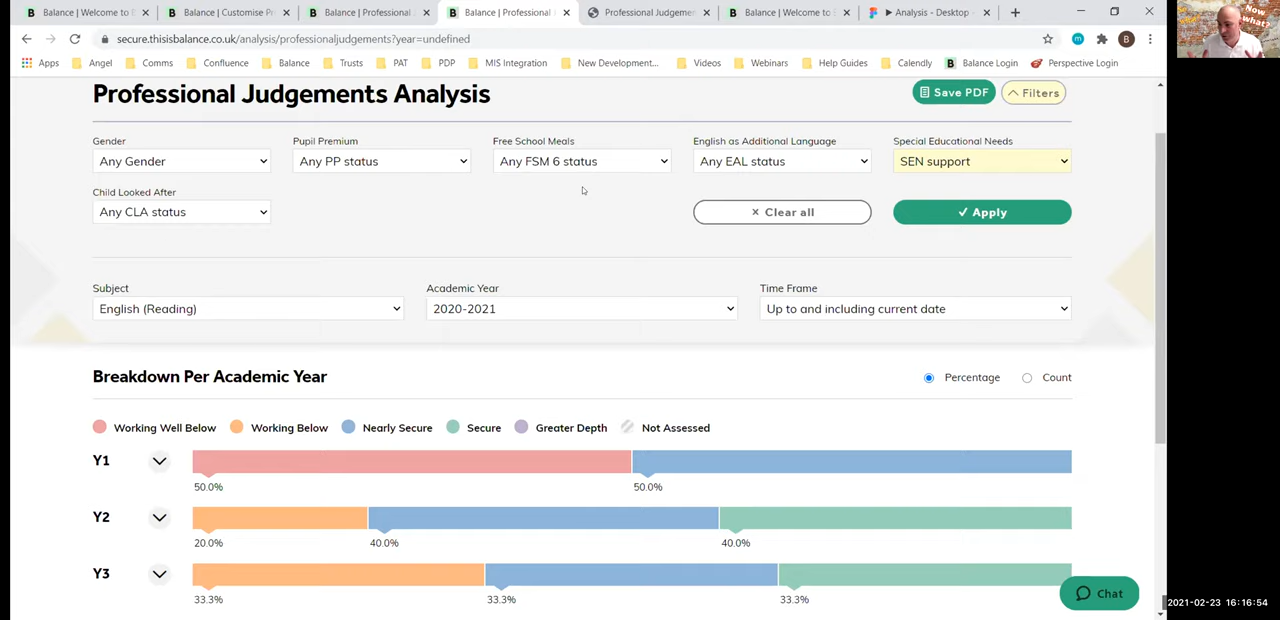 Balance | Welcome to D
Balance | Customise Pr
Balance | Professional J
Balance | Professional
Professional Judgemen
Balance | Welcome to B
Analysis - Desktop
secure.thisisbalance.co.uk/analysis/professionaljudgements?year=undefined
B
Apps Angel Comms Confluence Balance Trusts PAT PDP MIS Integration New Development... Videos Webinars Help Guides Calendly Balance Login Perspective Login
Now what?
Professional Judgements Analysis
Save PDF
Filters
Gender Pupil Premium Free School Meals English as Additional Language Special Educational Needs
Any Gender Any PP status Any FSM 6 status Any EAL status SEN support
Child Looked After
Any CLA status × Clear all ✓ Apply
Subject Academic Year Time Frame
English (Reading) 2020-2021 Up to and including current date
Breakdown Per Academic Year Percentage Count
Working Well Below Working Below Nearly Secure Secure Greater Depth Not Assessed
Y1
50.0% 50.0%
Y2
20.0% 40.0% 40.0%
Y3
33.3% 33.3% 33.3%
Chat
2021-02-23 16:16:54